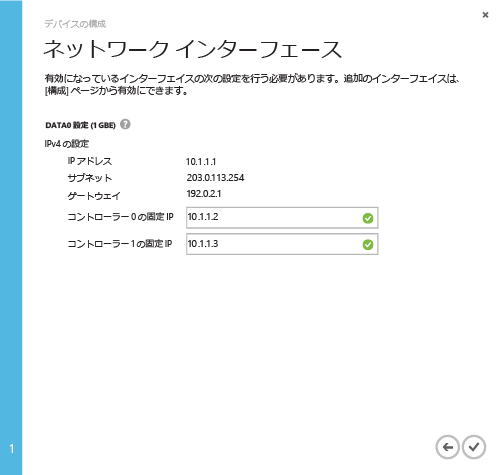 デバイスの構成
ネットワーク インターフェース
有効になっているインターフェイスの次の設定を行う必要があります。追加のインターフェイスは、
[構成] ページから有効にできます。
DATA0 設定 (1 GBE) ?
IPv4 の設定
IP アドレス 10.1.1.1
サブネット 203.0.113.254
ゲートウェイ 192.0.2.1
コントローラー 0 の固定 IP 10.1.1.2
コントローラー 1 の固定 IP 10.1.1.3
1